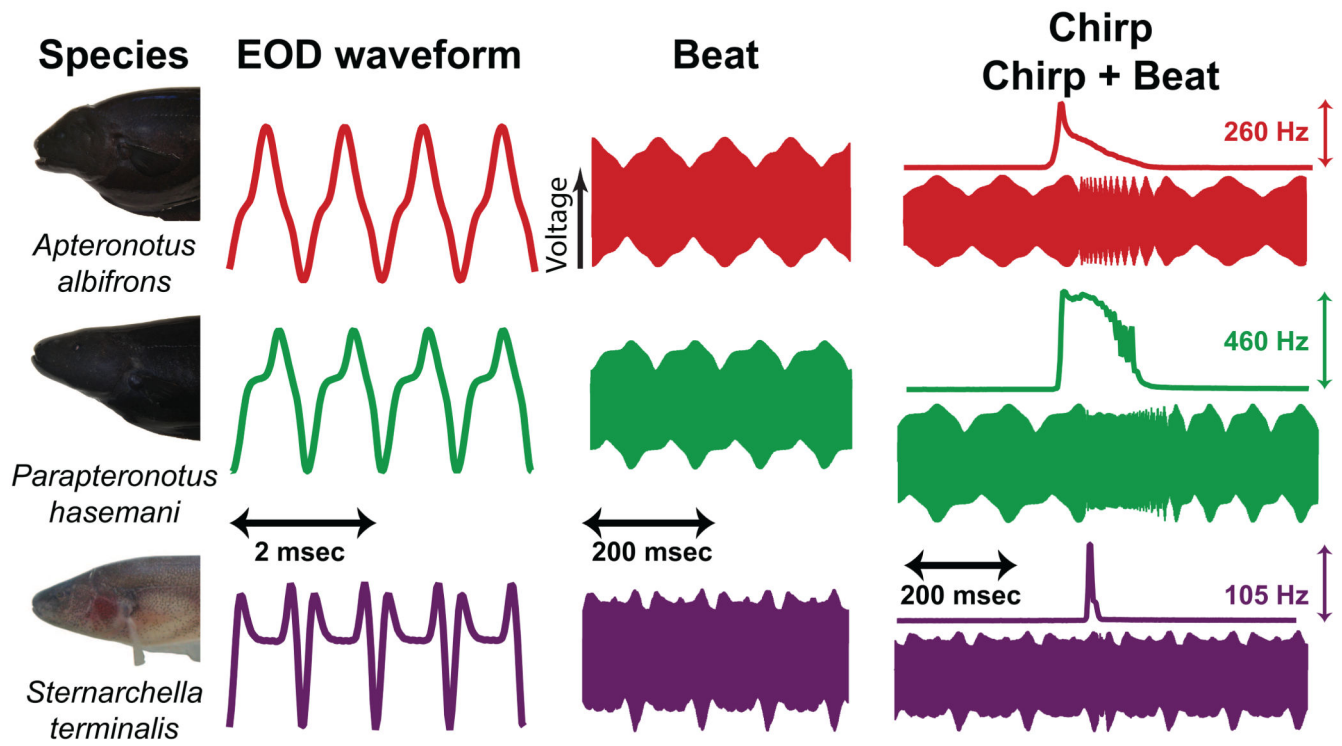 Species
EOD waveform
Beat
Chirp
Chirp + Beat
260 Hz
Voltage
Apteronotus
albifrons
460 Hz
Parapteronotus
hasemani
2 msec
200 msec
200 msec
105 Hz
Sternarchella
terminalis